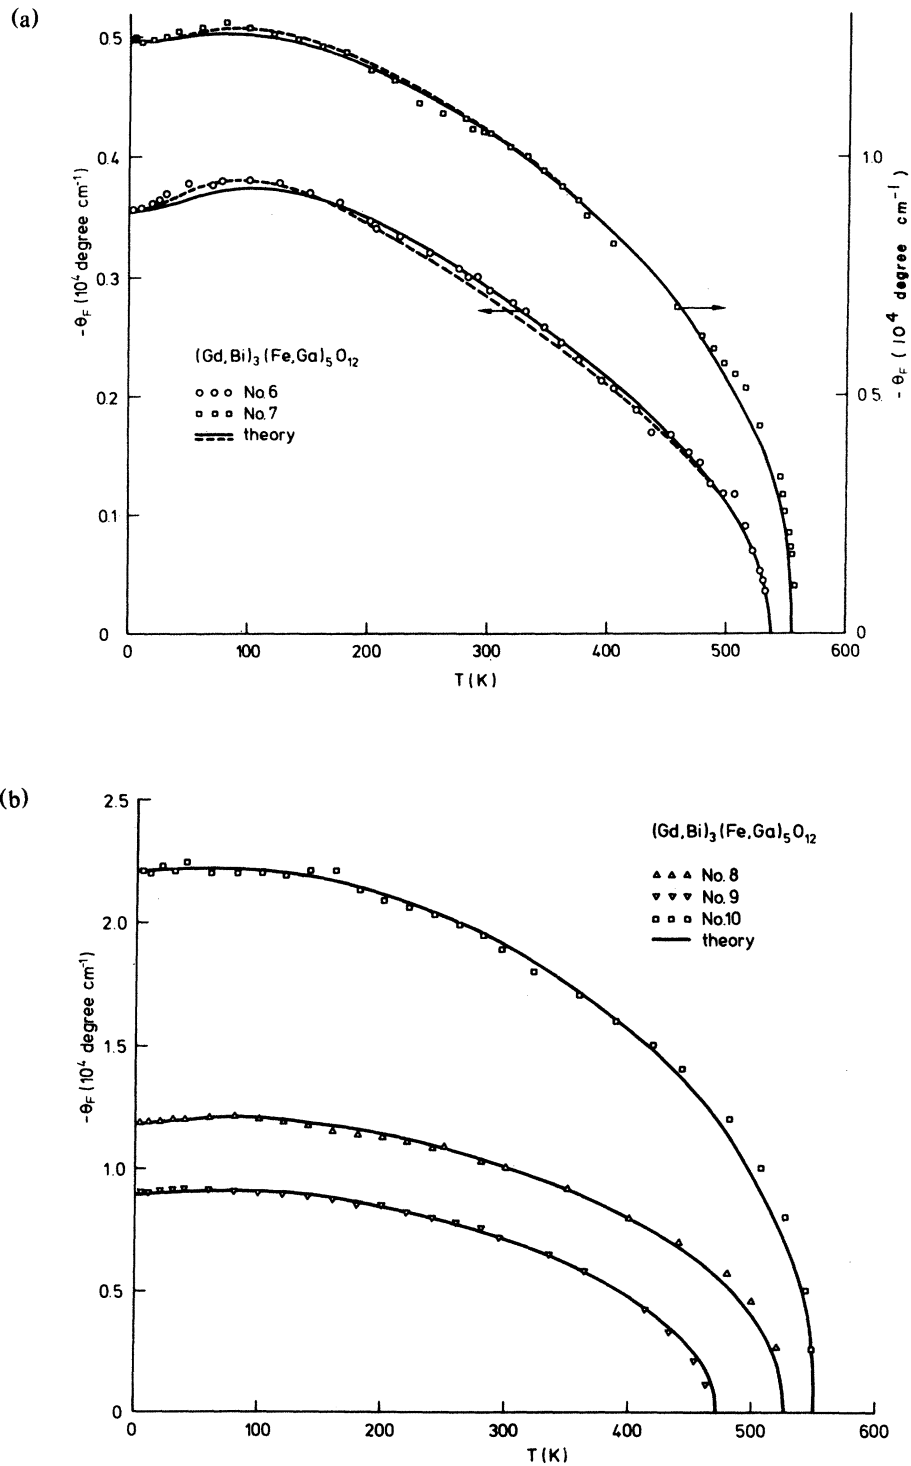 (a)
0.5
0.4
0.3
0.2
0.1
0
-θF (10⁴ degree cm⁻¹)
(Gd,Bi)₃(Fe,Ga)₅O₁₂
○ ○ ○ No.6
□ □ □ No.7
theory
1.0
0.5
0
-θF (10⁴ degree cm⁻¹)
0 100 200 300 400 500 600
T(K)
(b)
2.5
2.0
1.5
1.0
0.5
0
-θF (10⁴ degree cm⁻¹)
(Gd,Bi)₃(Fe,Ga)₅O₁₂
△ △ △ No.8
▽ ▽ ▽ No.9
□ □ □ No.10
theory
0 100 200 300 400 500 600
T(K)